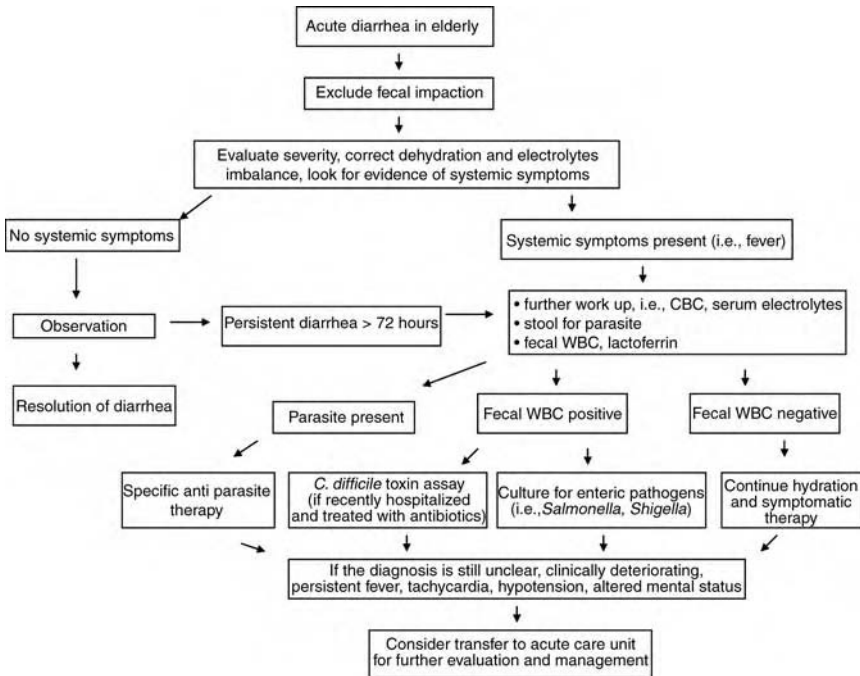 Acute diarrhea in elderly
Exclude fecal impaction
Evaluate severity, correct dehydration and electrolytes
imbalance, look for evidence of systemic symptoms
No systemic symptoms
Systemic symptoms present (i.e., fever)
Observation
Persistent diarrhea > 72 hours
• further work up, i.e., CBC, serum electrolytes
• stool for parasite
• fecal WBC, lactoferrin
Resolution of diarrhea
Parasite present
Fecal WBC positive
Fecal WBC negative
Specific anti parasite
therapy
C. difficile toxin assay
(if recently hospitalized
and treated with antibiotics)
Culture for enteric pathogens
(i.e.,Salmonella, Shigella)
Continue hydration
and symptomatic
therapy
If the diagnosis is still unclear, clinically deteriorating,
persistent fever, tachycardia, hypotension, altered mental status
Consider transfer to acute care unit
for further evaluation and management